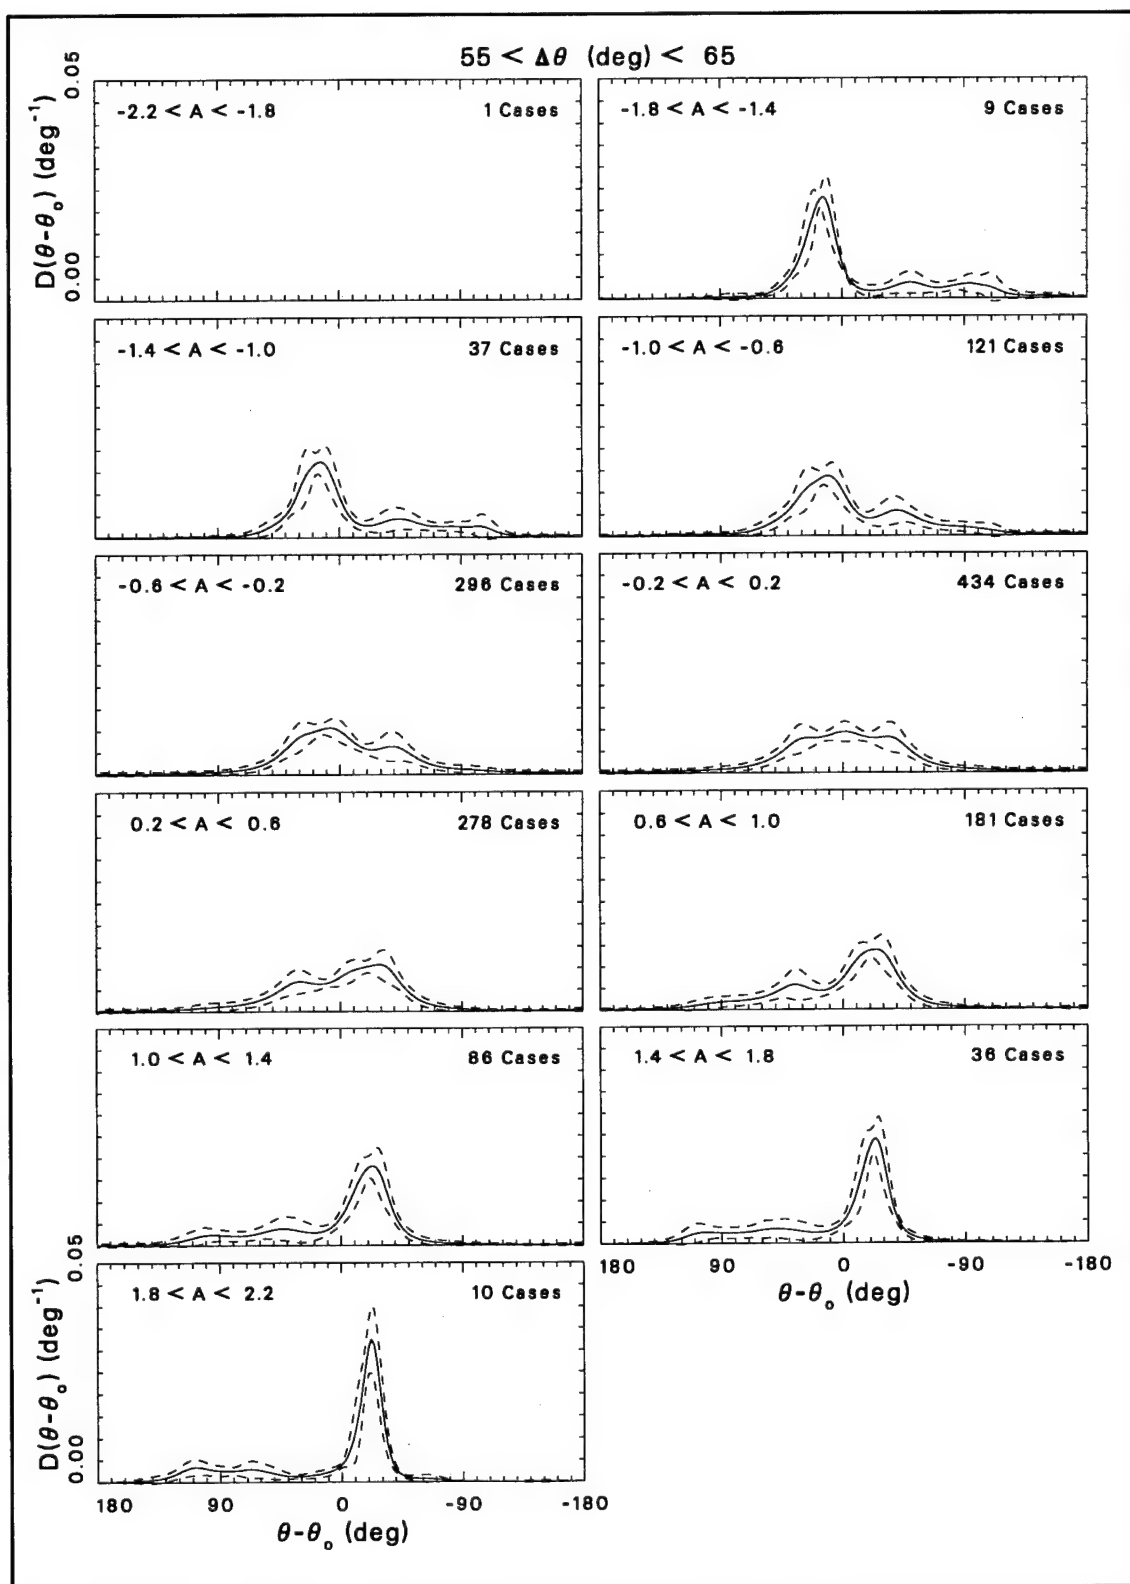 55 < Δθ (deg) < 65
D(θ-θo) (deg⁻¹)
0.05
0.00
-2.2 < A < -1.8 1 Cases
-1.8 < A < -1.4 9 Cases
-1.4 < A < -1.0 37 Cases
-1.0 < A < -0.6 121 Cases
-0.6 < A < -0.2 296 Cases
-0.2 < A < 0.2 434 Cases
0.2 < A < 0.6 278 Cases
0.6 < A < 1.0 181 Cases
1.0 < A < 1.4 86 Cases
1.4 < A < 1.8 36 Cases
180 90 0 -90 -180
θ-θo (deg)
D(θ-θo) (deg⁻¹)
0.05
0.00
1.8 < A < 2.2 10 Cases
180 90 0 -90 -180
θ-θo (deg)